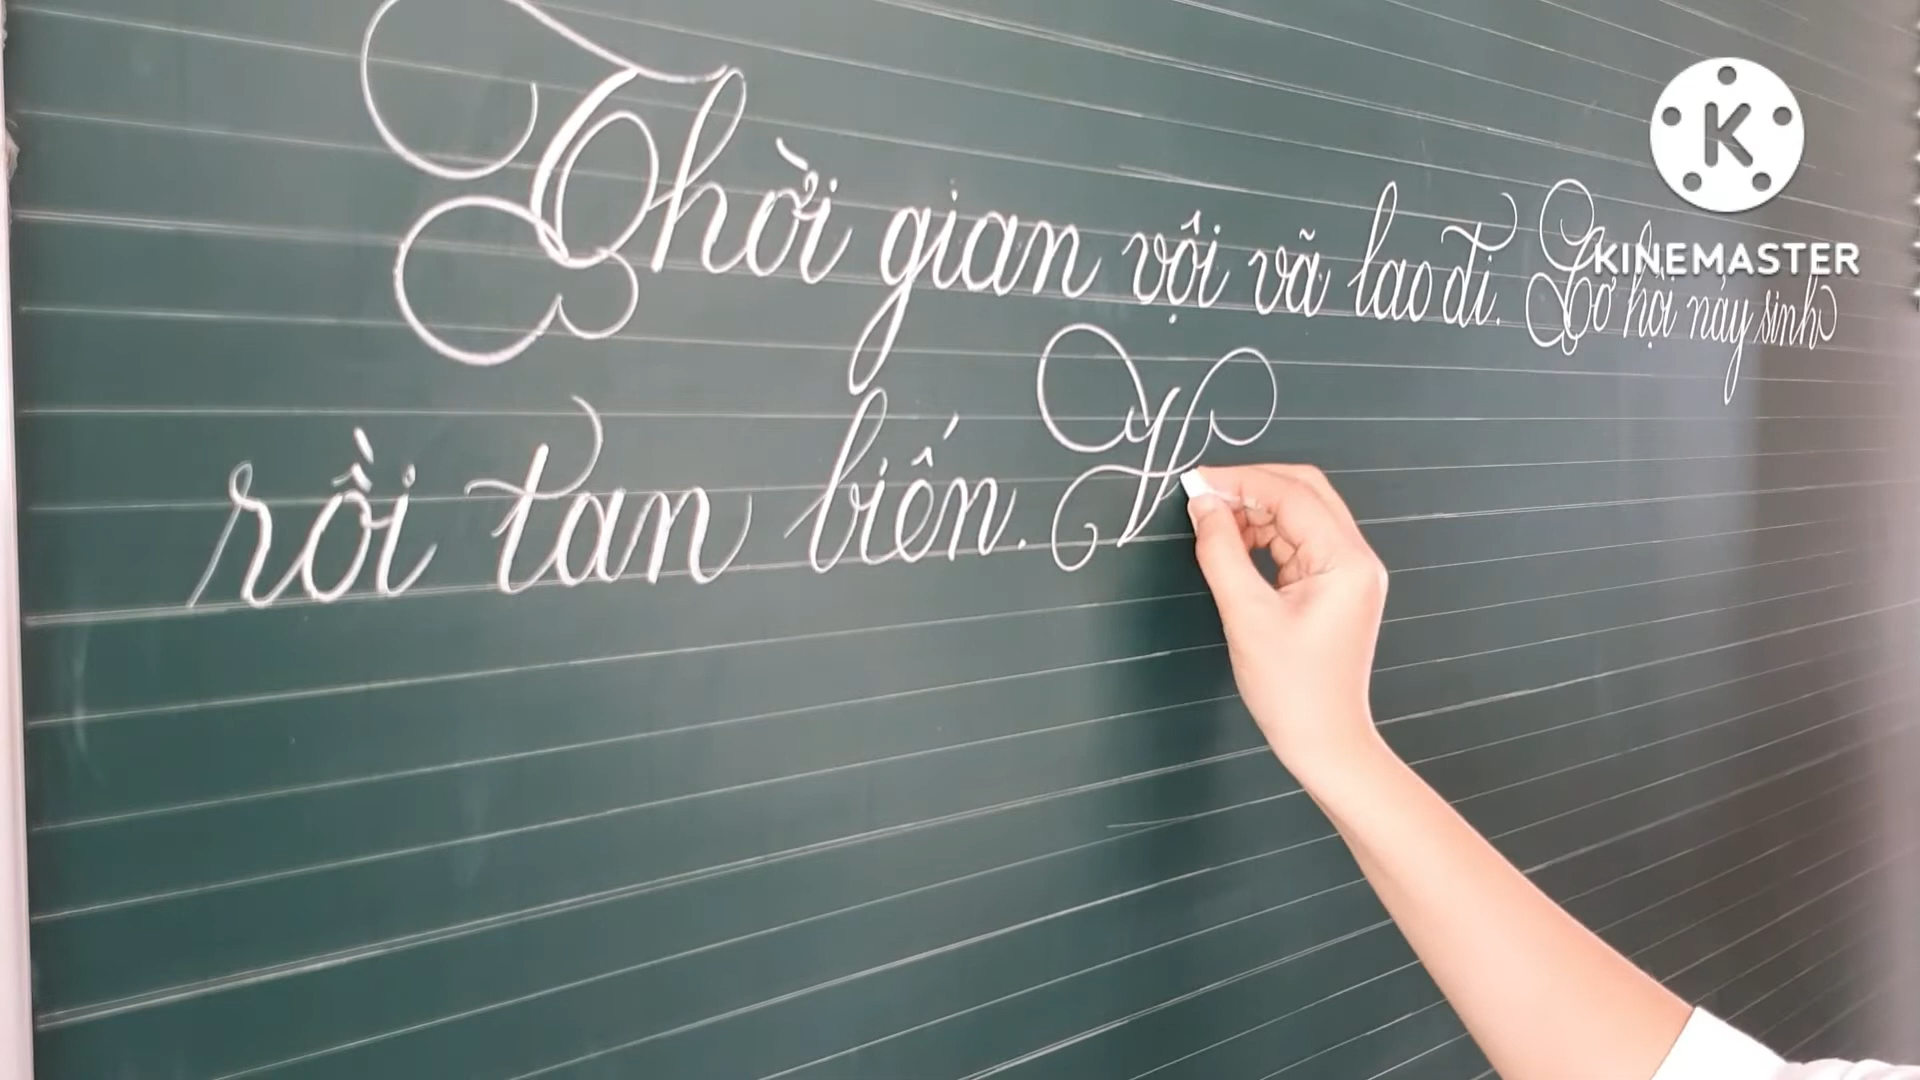 Thời gian vội vã lao đi. Cơ hội nảy sinh
rồi tan biến. V
K
KINEMASTER